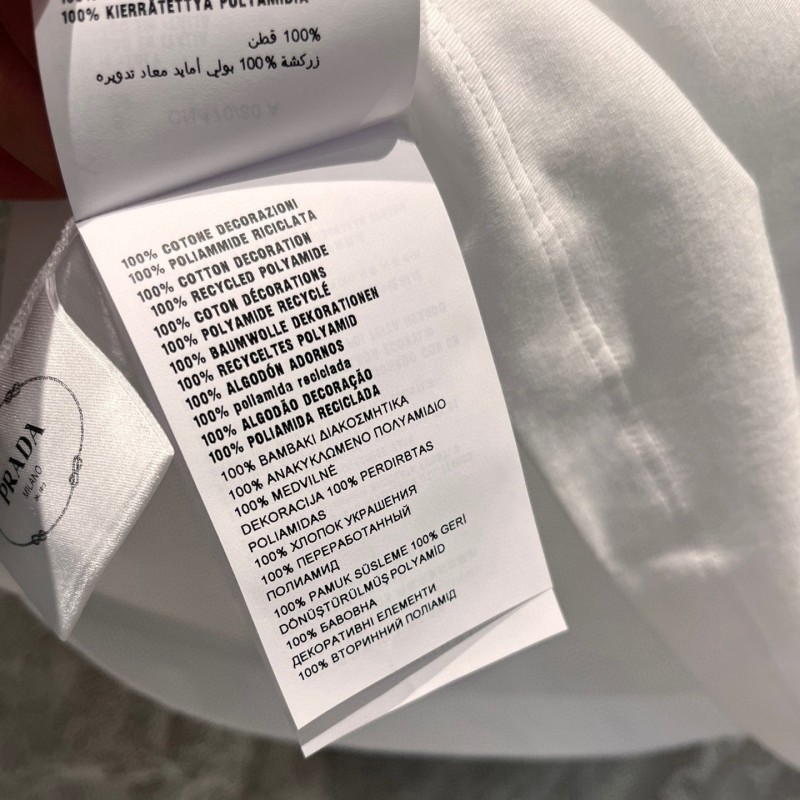 100% KIERRÄTETTYÄ POLYAMIDIA
100% قطن
زركشة 100% بولي أمايد معاد تدويره
100% COTONE DECORAZIONI
100% POLIAMMIDE RICICLATA
100% COTTON DECORATION
100% RECYCLED POLYAMIDE
100% COTON DÉCORATIONS
100% POLYAMIDE RECYCLÉ
100% BAUMWOLLE DEKORATIONEN
100% RECYCELTES POLYAMID
100% ALGODÓN ADORNOS
100% poliamida reciclada
100% ALGODÃO DECORAÇÃO
100% POLIAMIDA RECICLADA
100% ΒΑΜΒΑΚΙ ΔΙΑΚΟΣΜΗΤΙΚΑ
100% ΑΝΑΚΥΚΛΩΜΕΝΟ ΠΟΛΥΑΜΙΔΙΟ
100% MEDVILNĖ
DEKORACIJA 100% PERDIRBTAS
POLIAMIDAS
100% ХЛОПОК УКРАШЕНИЯ
100% ПЕРЕРАБОТАННЫЙ
ПОЛИАМИД
100% PAMUK SÜSLEME 100% GERİ
DÖNÜŞTÜRÜLMÜŞ POLYAMİD
100% БАВОВНА
ДЕКОРАТИВНІ ЕЛЕМЕНТИ
100% ВТОРИННИЙ ПОЛІАМІД
PRADA
MILANO